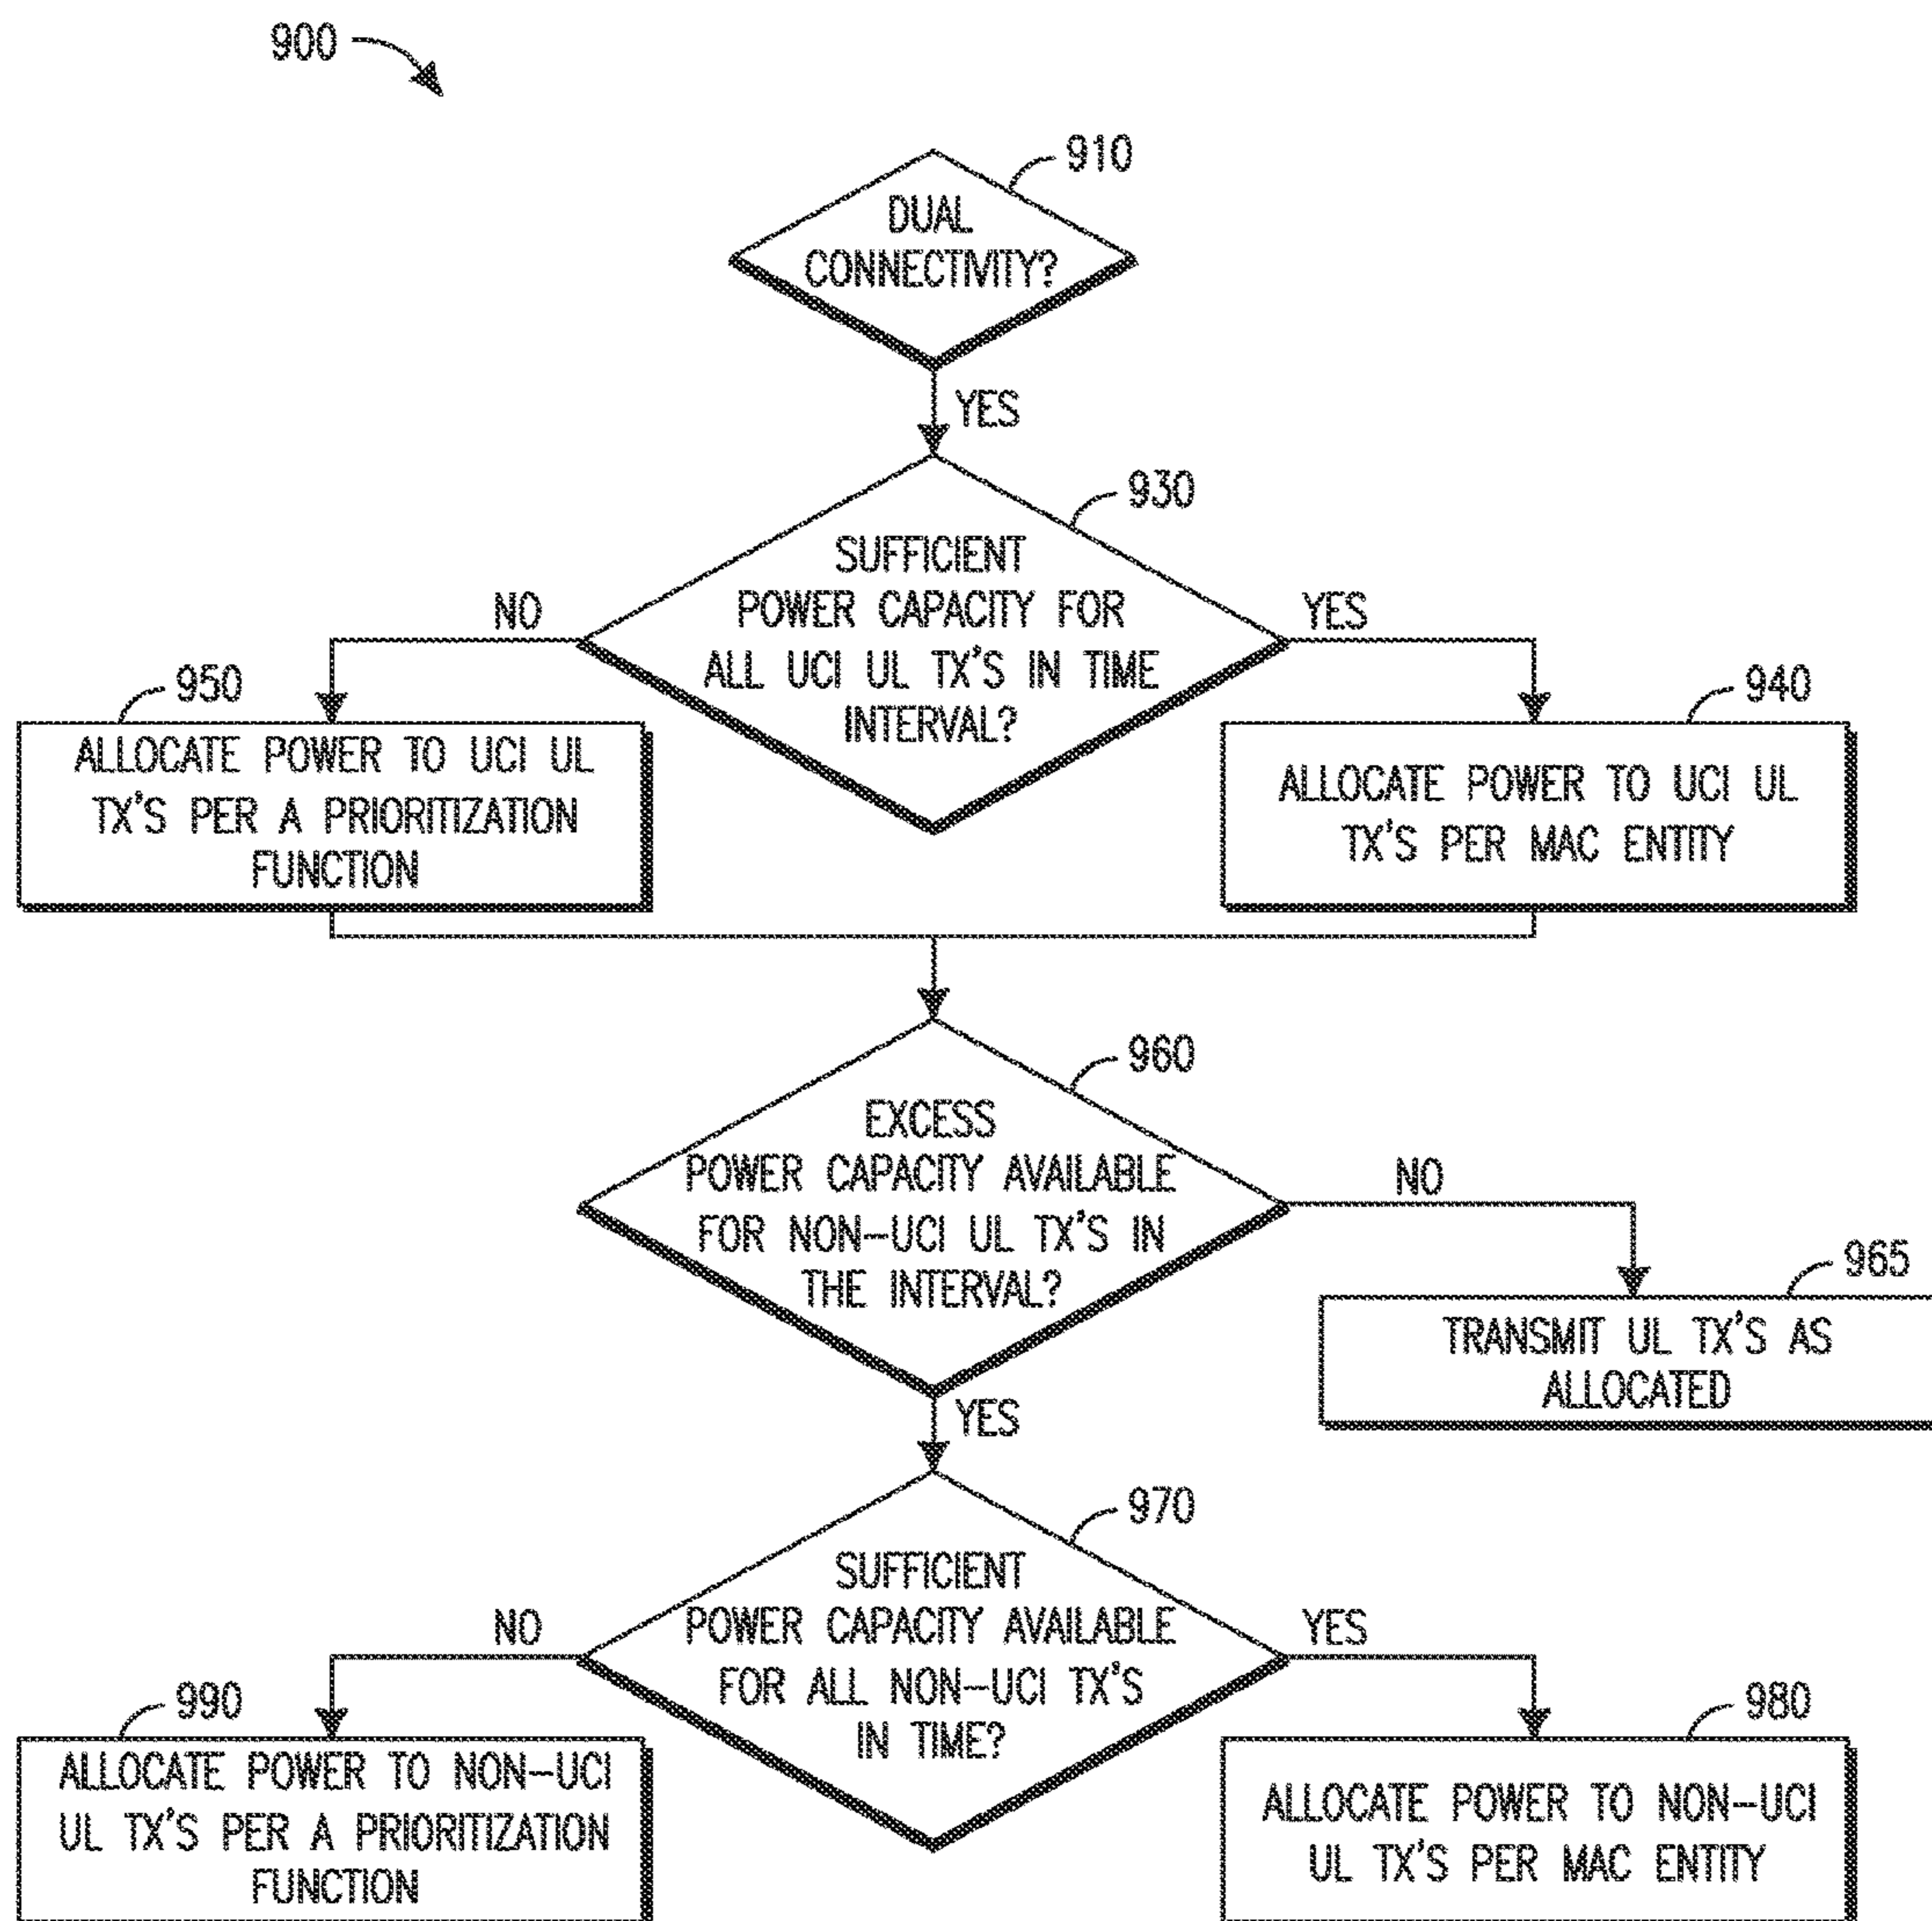 900
910
DUAL
CONNECTIVITY?
YES
930
SUFFICIENT
POWER CAPACITY FOR
ALL UCI UL TX'S IN TIME
INTERVAL?
NO
YES
950
ALLOCATE POWER TO UCI UL
TX'S PER A PRIORITIZATION
FUNCTION
940
ALLOCATE POWER TO UCI UL
TX'S PER MAC ENTITY
960
EXCESS
POWER CAPACITY AVAILABLE
FOR NON-UCI UL TX'S IN
THE INTERVAL?
NO
965
TRANSMIT UL TX'S AS
ALLOCATED
YES
970
SUFFICIENT
POWER CAPACITY AVAILABLE
FOR ALL NON-UCI TX'S
IN TIME?
NO
YES
990
ALLOCATE POWER TO NON-UCI
UL TX'S PER A PRIORITIZATION
FUNCTION
980
ALLOCATE POWER TO NON-UCI
UL TX'S PER MAC ENTITY